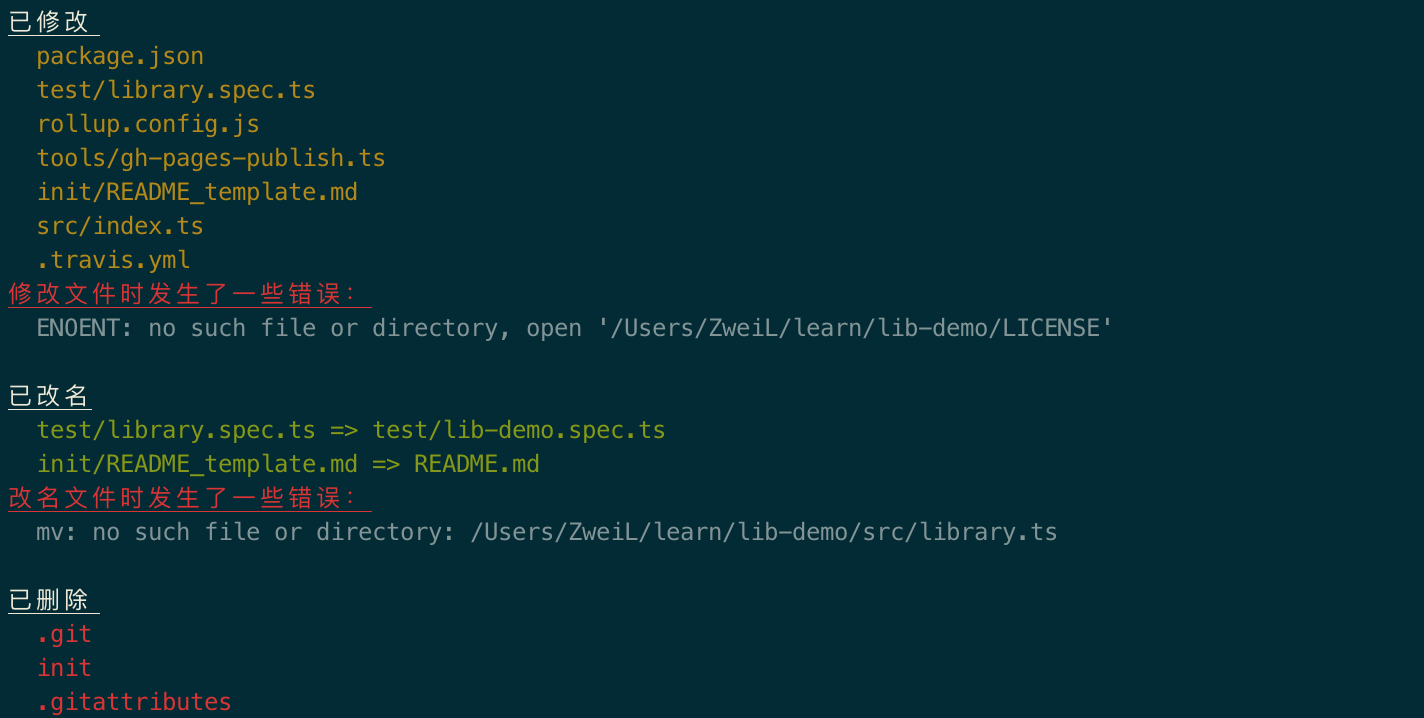 已修改
package.json
test/library.spec.ts
rollup.config.js
tools/gh-pages-publish.ts
init/README_template.md
src/index.ts
.travis.yml
修改文件时发生了一些错误：
ENOENT: no such file or directory, open '/Users/ZweiL/learn/lib-demo/LICENSE'
已改名
test/library.spec.ts => test/lib-demo.spec.ts
init/README_template.md => README.md
改名文件时发生了一些错误：
mv: no such file or directory: /Users/ZweiL/learn/lib-demo/src/library.ts
已删除
.git
init
.gitattributes